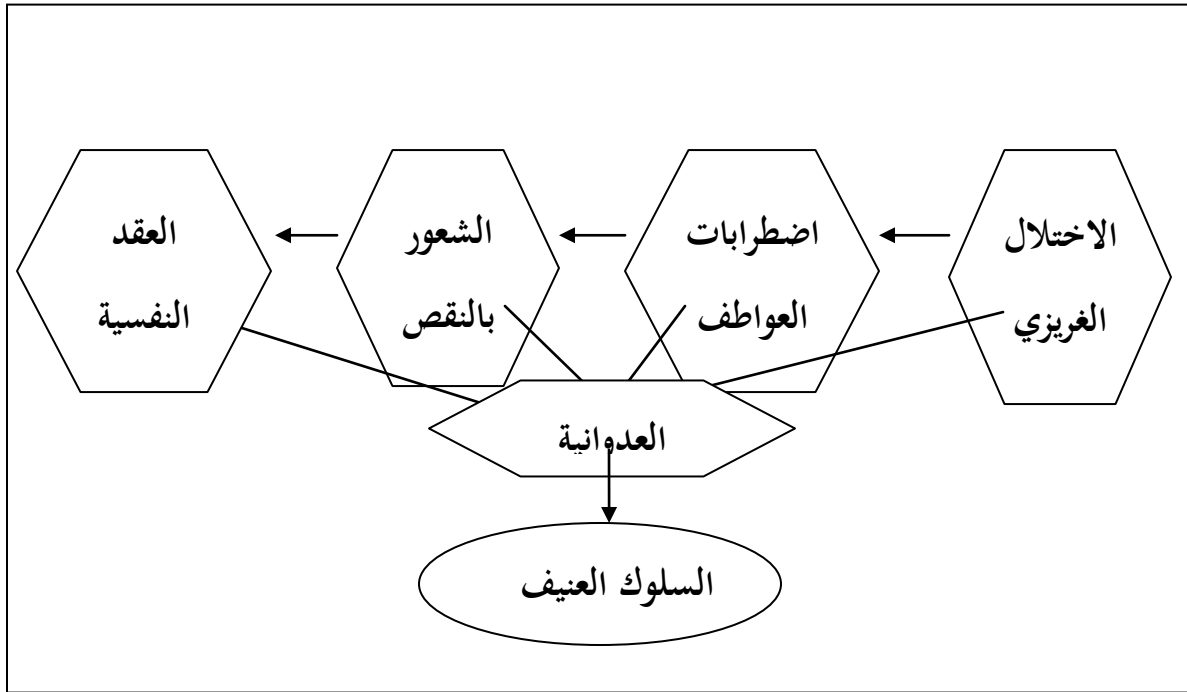 الاختلال
الغريزي
اضطرابات
العواطف
الشعور
بالنقص
العقد
النفسية
العدوانية
السلوك العنيف